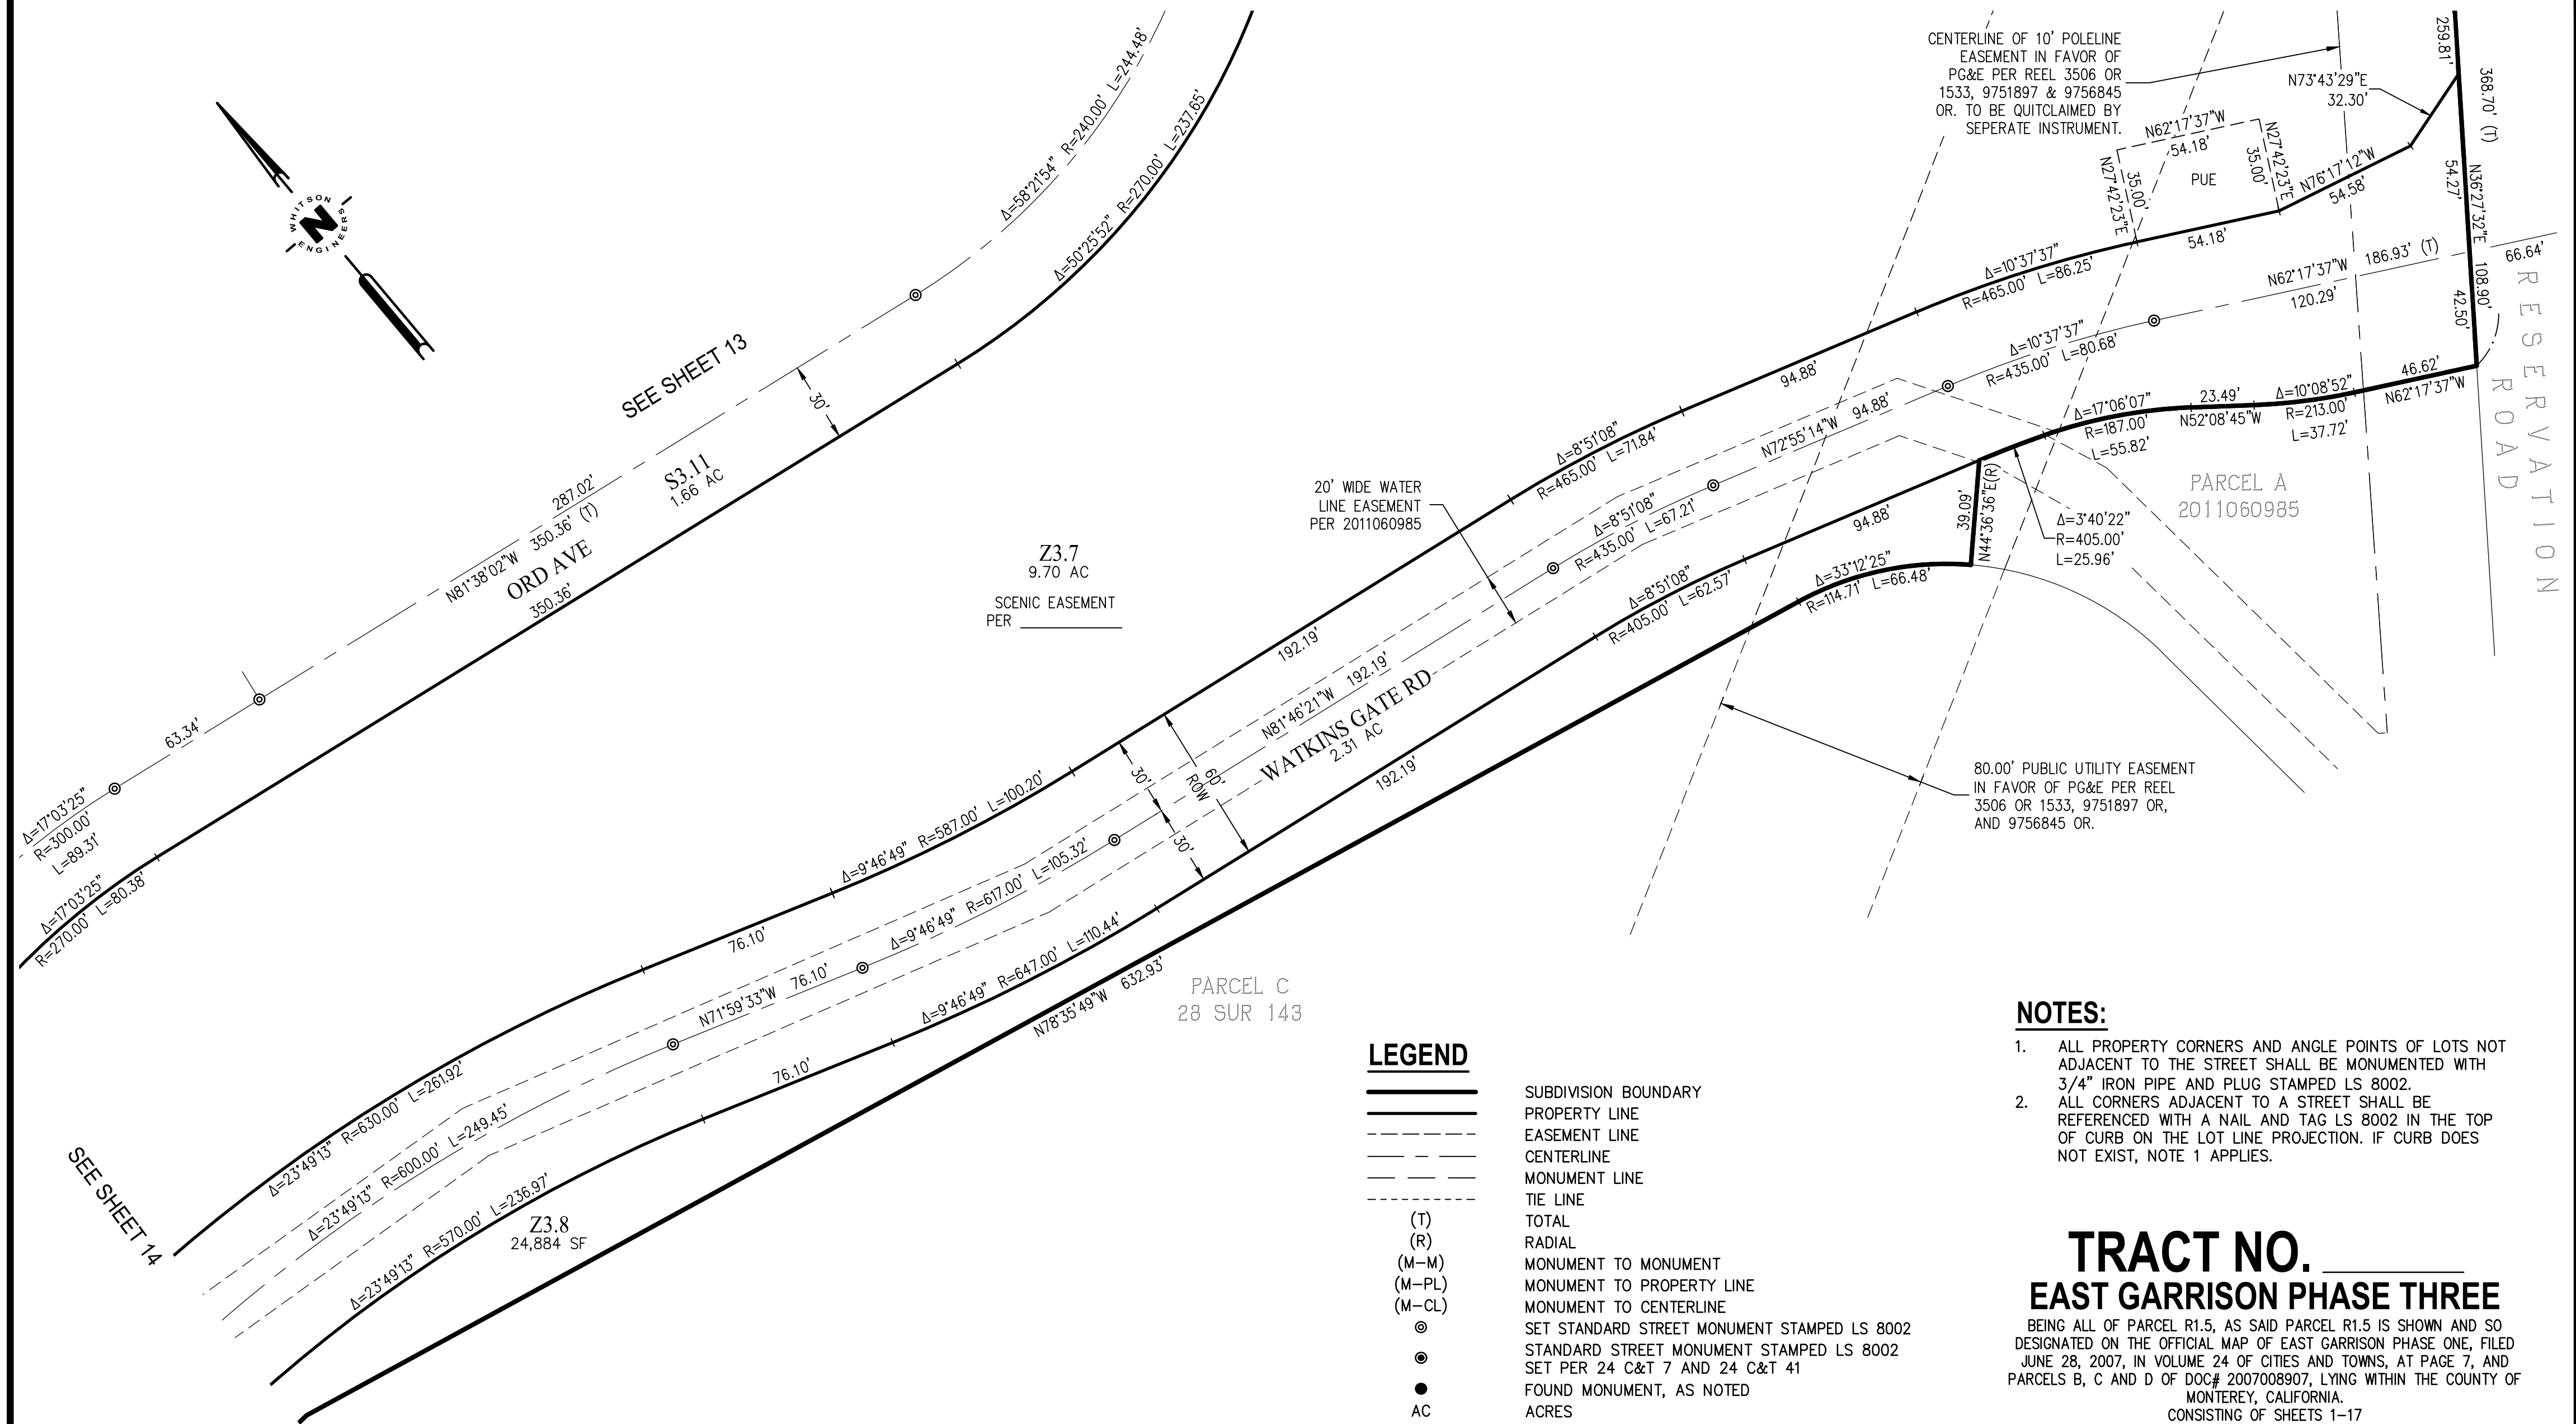 CENTERLINE OF 10' POLELINE
EASEMENT IN FAVOR OF
PG&E PER REEL 3506 OR
1533, 9751897 & 9756845
OR. TO BE QUITCLAIMED BY
SEPERATE INSTRUMENT.
259.81'
368.70' (T)
N73°43'29"E
32.30'
N62°17'37"W
54.18'
N27°42'23"E
35.00'
PUE
N27°42'23"E
35.00'
N76°17'12"W
54.58'
54.27'
N36°27'32"E
108.90'
42.50'
54.18'
N62°17'37"W 186.93' (T)
120.29'
66.64'
RESERVATION
ROAD
Δ=10°37'37"
R=465.00' L=86.25'
Δ=10°37'37"
R=435.00' L=80.68'
46.62'
N62°17'37"W
Δ=10°08'52"
R=213.00'
L=37.72'
23.49'
N52°08'45"W
Δ=17°06'07"
R=187.00'
L=55.82'
PARCEL A
2011060985
Δ=3°40'22"
R=405.00'
L=25.96'
39.09'
N44°36'36"E(R)
94.88'
N72°55'14"W 94.88'
94.88'
Δ=8°51'08"
R=465.00' L=71.84'
Δ=8°51'08"
R=435.00' L=67.21'
Δ=8°51'08"
R=405.00' L=62.57'
Δ=33°12'25"
R=114.71' L=66.48'
20' WIDE WATER
LINE EASEMENT
PER 2011060985
WHITSON
N
ENGINEERS
SEE SHEET 13
Δ=58°21'54" R=240.00' L=244.48'
Δ=50°25'52" R=270.00' L=237.65'
30'
S3.11
1.66 AC
287.02'
N81°38'02"W 350.36' (T)
ORD AVE
350.36'
63.34'
Δ=17°03'25"
R=300.00'
L=89.31'
Δ=17°03'25"
R=270.00' L=80.38'
Z3.7
9.70 AC
SCENIC EASEMENT
PER
192.19'
N81°46'21"W 192.19'
WATKINS GATE RD
2.31 AC
192.19'
30'
60'
ROW
30'
Δ=9°46'49" R=587.00' L=100.20'
Δ=9°46'49" R=617.00' L=105.32'
Δ=9°46'49" R=647.00' L=110.44'
76.10'
N71°59'33"W 76.10'
76.10'
N78°35'49"W 632.93'
PARCEL C
28 SUR 143
80.00' PUBLIC UTILITY EASEMENT
IN FAVOR OF PG&E PER REEL
3506 OR 1533, 9751897 OR,
AND 9756845 OR.
Δ=23°49'13" R=630.00' L=261.92'
Δ=23°49'13" R=600.00' L=249.45'
Δ=23°49'13" R=570.00' L=236.97'
Z3.8
24,884 SF
SEE SHEET 14
LEGEND
SUBDIVISION BOUNDARY
PROPERTY LINE
EASEMENT LINE
CENTERLINE
MONUMENT LINE
TIE LINE
(T) TOTAL
(R) RADIAL
(M-M) MONUMENT TO MONUMENT
(M-PL) MONUMENT TO PROPERTY LINE
(M-CL) MONUMENT TO CENTERLINE
SET STANDARD STREET MONUMENT STAMPED LS 8002
STANDARD STREET MONUMENT STAMPED LS 8002
SET PER 24 C&T 7 AND 24 C&T 41
FOUND MONUMENT, AS NOTED
AC ACRES
NOTES:
1. ALL PROPERTY CORNERS AND ANGLE POINTS OF LOTS NOT
ADJACENT TO THE STREET SHALL BE MONUMENTED WITH
3/4" IRON PIPE AND PLUG STAMPED LS 8002.
2. ALL CORNERS ADJACENT TO A STREET SHALL BE
REFERENCED WITH A NAIL AND TAG LS 8002 IN THE TOP
OF CURB ON THE LOT LINE PROJECTION. IF CURB DOES
NOT EXIST, NOTE 1 APPLIES.
TRACT NO.
EAST GARRISON PHASE THREE
BEING ALL OF PARCEL R1.5, AS SAID PARCEL R1.5 IS SHOWN AND SO
DESIGNATED ON THE OFFICIAL MAP OF EAST GARRISON PHASE ONE, FILED
JUNE 28, 2007, IN VOLUME 24 OF CITIES AND TOWNS, AT PAGE 7, AND
PARCELS B, C AND D OF DOC# 2007008907, LYING WITHIN THE COUNTY OF
MONTEREY, CALIFORNIA.
CONSISTING OF SHEETS 1-17